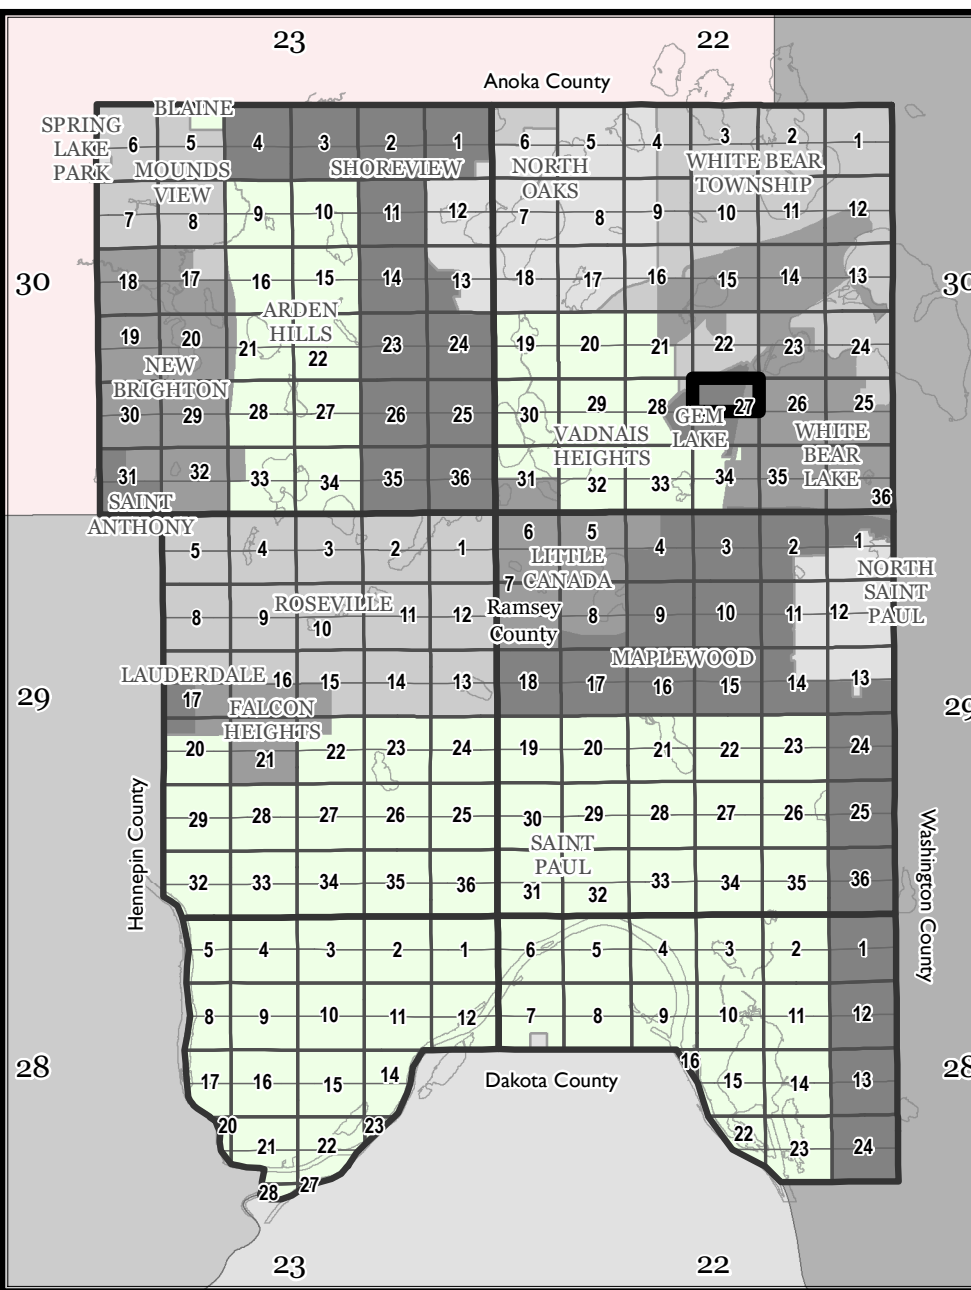 23 22
Anoka County
BLAINE
SPRING
LAKE
PARK
6 5 4 3 2 1 6 5 4 3 2 1
MOUNDS
VIEW
SHOREVIEW
NORTH
OAKS
WHITE BEAR
TOWNSHIP
7 8 9 10 11 12 7 8 9 10 11 12
30 18 17 16 15 14 13 18 17 16 15 14 13 30
ARDEN
HILLS
19 20 21 22 23 24 19 20 21 22 23 24
NEW
BRIGHTON
30 29 28 27 26 25 30 29 28 27 26 25
GEM
LAKE
VADNAIS
HEIGHTS
WHITE
BEAR
LAKE
31 32 33 34 35 36 31 32 33 34 35 36
SAINT
ANTHONY
5 4 3 2 1 6 5 4 3 2 1
LITTLE
CANADA
NORTH
SAINT
PAUL
ROSEVILLE
Ramsey
County
8 9 10 11 12 7 8 9 10 11 12
MAPLEWOOD
LAUDERDALE
29 17 16 15 14 13 18 17 16 15 14 13 29
FALCON
HEIGHTS
20 21 22 23 24 19 20 21 22 23 24
29 28 27 26 25 30 29 28 27 26 25
Hennepin County
SAINT
PAUL
Washington County
32 33 34 35 36 31 32 33 34 35 36
5 4 3 2 1 6 5 4 3 2 1
8 9 10 11 12 7 8 9 10 11 12
28 17 16 15 14 16 15 14 13 28
Dakota County
20 21 22 23 22 23 24
28 27
23 22